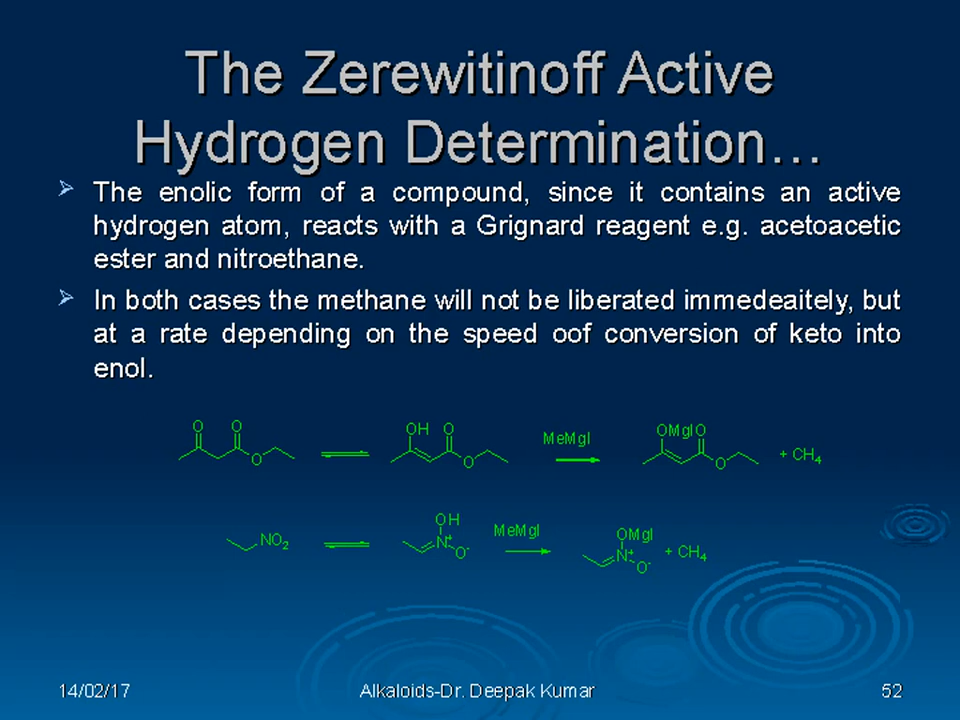 The Zerewitinoff Active
Hydrogen Determination…
The enolic form of a compound, since it contains an active
hydrogen atom, reacts with a Grignard reagent e.g. acetoacetic
ester and nitroethane.
In both cases the methane will not be liberated immedeaitely, but
at a rate depending on the speed oof conversion of keto into
enol.
O O
O
OH O
O
MeMgI
OMgIO
O
+ CH4
NO2
OH
N+
O-
MeMgI
OMgI
N+
O-
+ CH4
14/02/17
Alkaloids-Dr. Deepak Kumar
52